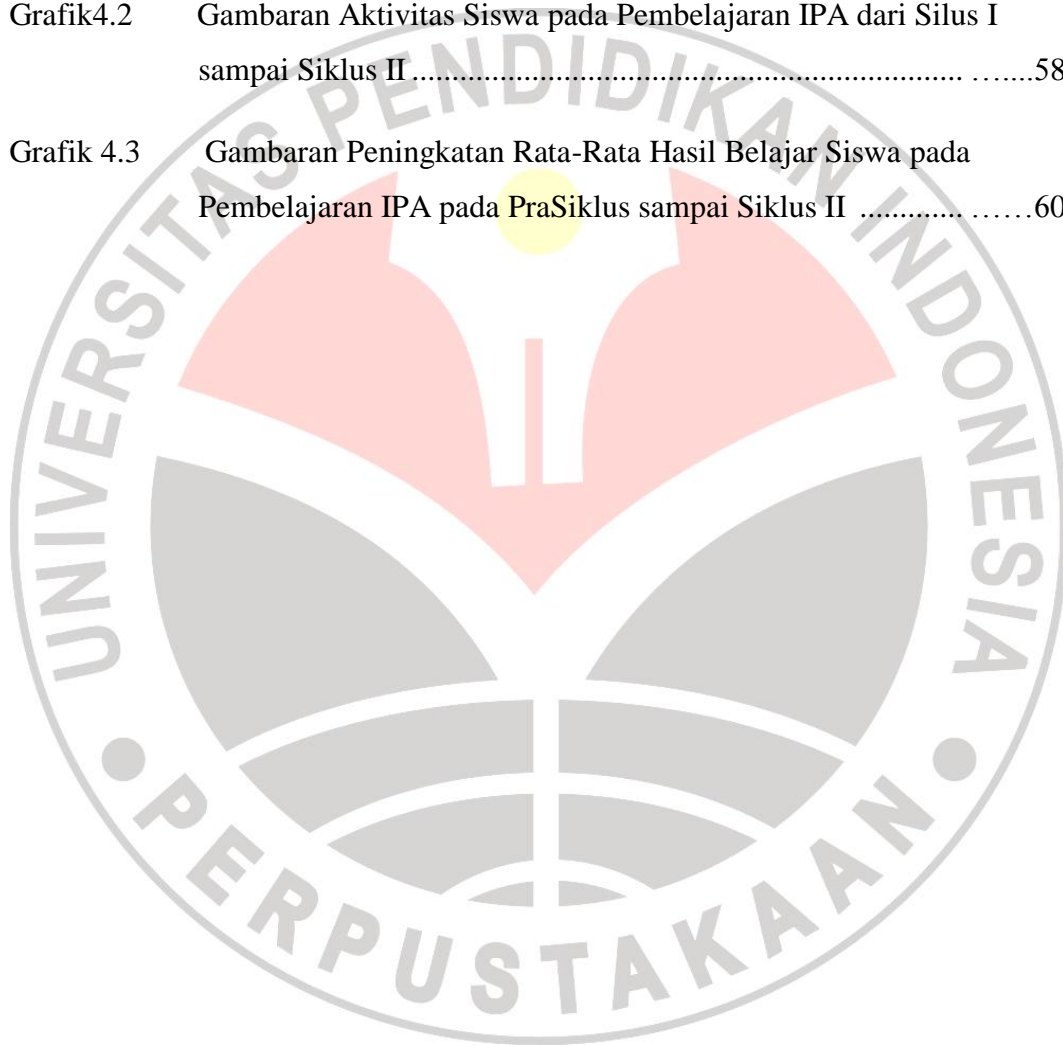 Grafik4.2 Gambaran Aktivitas Siswa pada Pembelajaran IPA dari Silus I
sampai Siklus II ..................................................................... …....58
Grafik 4.3 Gambaran Peningkatan Rata-Rata Hasil Belajar Siswa pada
Pembelajaran IPA pada PraSiklus sampai Siklus II ............. ……60
UNIVERSITAS PENDIDIKAN INDONESIA
PERPUSTAKAAN